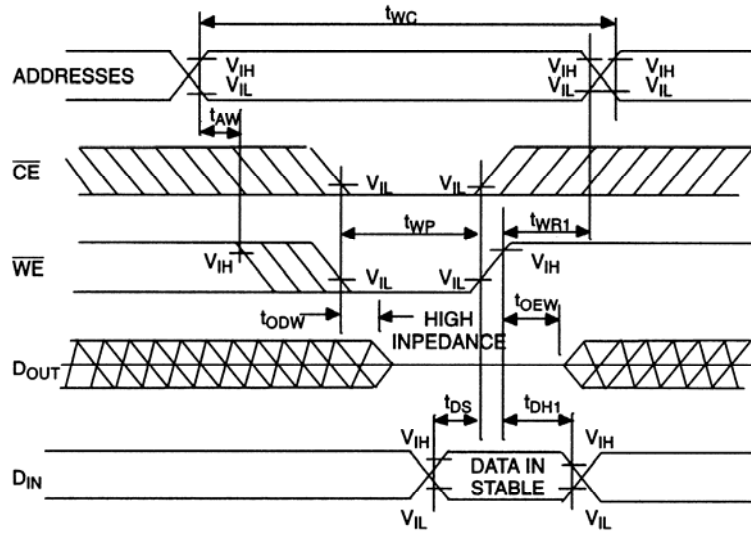 tWC
ADDRESSES
VIH
VIL
VIH
VIL
VIH
VIL
tAW
CE
VIL
VIL
tWP
tWR1
WE
VIH
VIL
VIL
VIH
tODW
HIGH
INPEDANCE
tOEW
DOUT
tDS
tDH1
DIN
VIH
VIL
DATA IN
STABLE
VIH
VIL